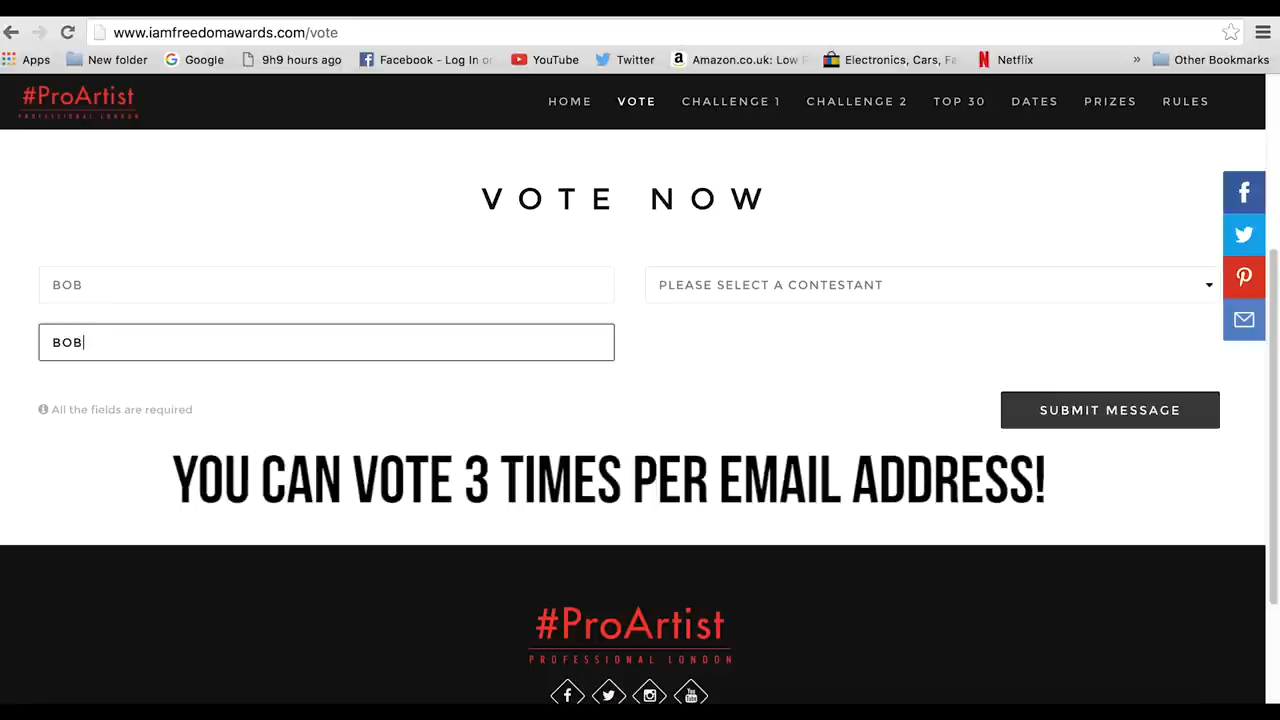 www.iamfreedomawards.com/vote
Apps New folder Google 9h9 hours ago Facebook - Log In or YouTube Twitter Amazon.co.uk: Low Electronics, Cars, Fa Netflix » Other Bookmarks
#ProArtist
PROFESSIONAL LONDON
HOME VOTE CHALLENGE 1 CHALLENGE 2 TOP 30 DATES PRIZES RULES
VOTE NOW
BOB PLEASE SELECT A CONTESTANT
BOB
All the fields are required
SUBMIT MESSAGE
YOU CAN VOTE 3 TIMES PER EMAIL ADDRESS!
#ProArtist
PROFESSIONAL LONDON